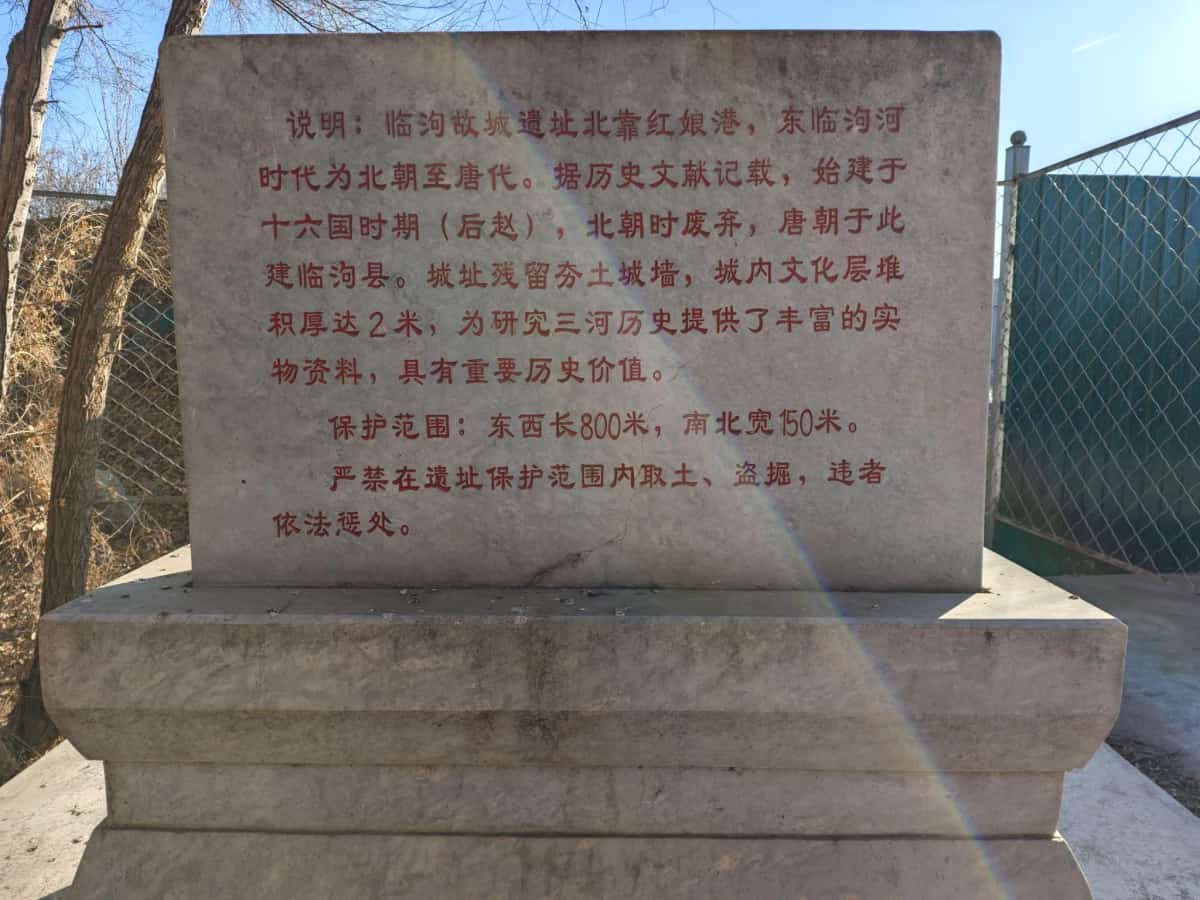 说明：临泃故城遗址北靠红娘港，东临泃河
时代为北朝至唐代。据历史文献记载，始建于
十六国时期（后赵），北朝时废弃，唐朝于此
建临泃县。城址残留夯土城墙，城内文化层堆
积厚达2米，为研究三河历史提供了丰富的实
物资料，具有重要历史价值。
保护范围：东西长800米，南北宽150米。
严禁在遗址保护范围内取土、盗掘，违者
依法惩处。